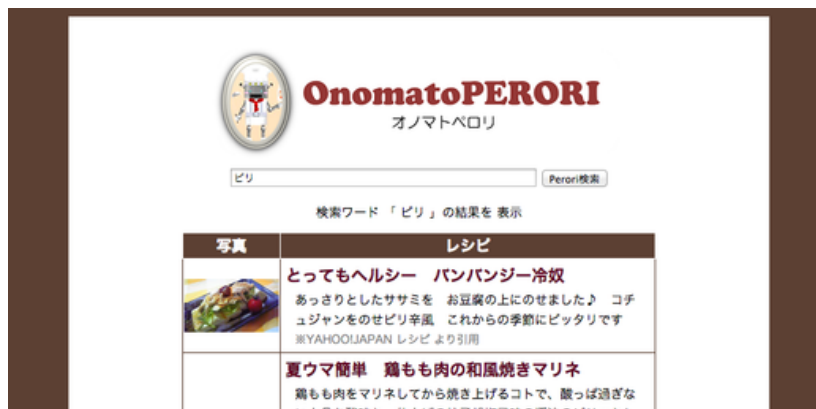 OnomatoPERORI
オノマトペロリ
ピリ Perori検索
検索ワード 「 ピリ 」の結果を 表示
写真 レシピ
とってもヘルシー　バンバンジー冷奴
あっさりとしたササミを　お豆腐の上にのせました♪　コチ
ュジャンをのせピリ辛風　これからの季節にピッタリです
※YAHOO!JAPAN レシピ より引用
夏ウマ簡単　鶏もも肉の和風焼きマリネ
鶏もも肉をマリネしてから焼き上げるコトで、酸っぱ過ぎな